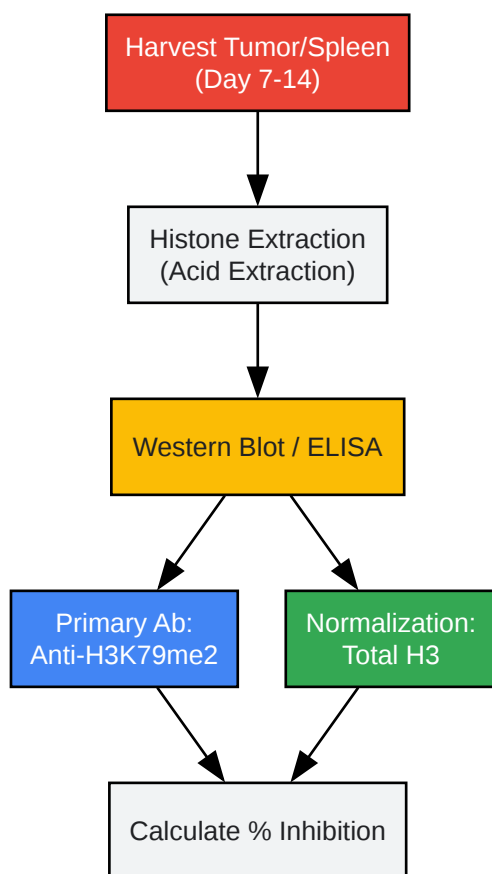 Harvest Tumor/Spleen
(Day 7-14)
Histone Extraction
(Acid Extraction)
Western Blot / ELISA
Primary Ab:
Anti-H3K79me2
Normalization:
Total H3
Calculate % Inhibition